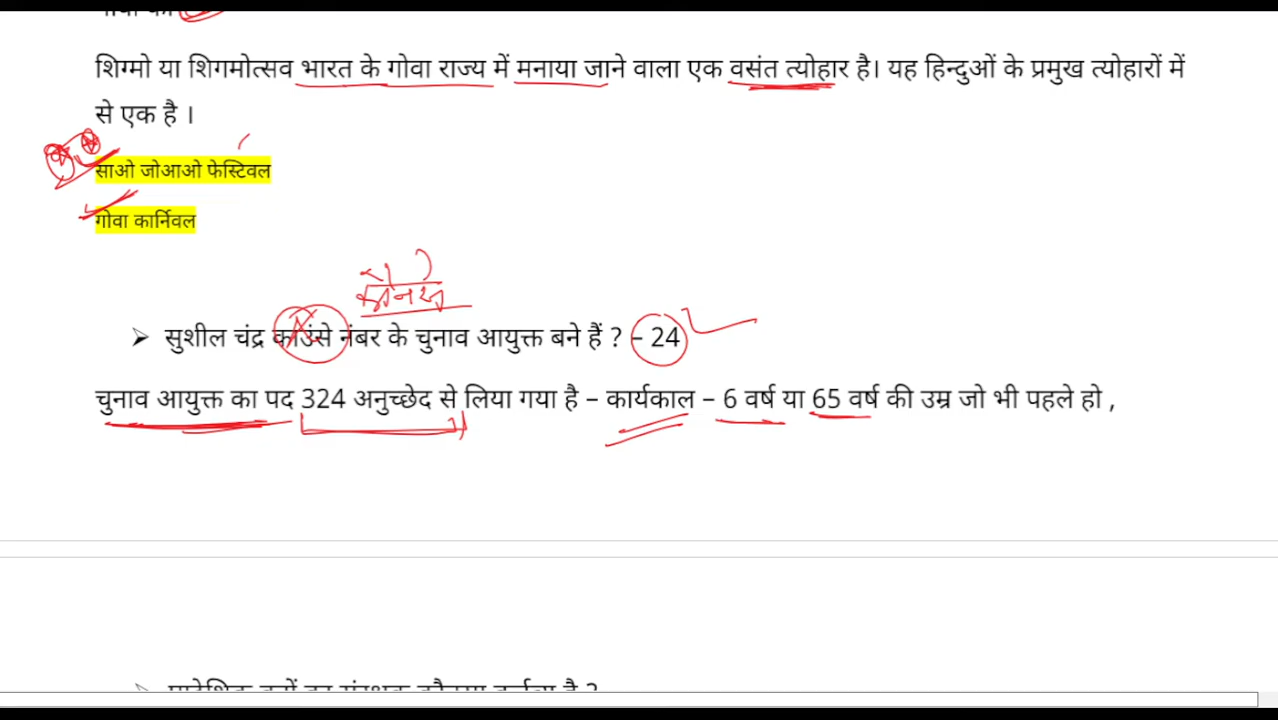 शिग्मो या शिगमोत्सव भारत के गोवा राज्य में मनाया जाने वाला एक वसंत त्योहार है। यह हिन्दुओं के प्रमुख त्योहारों में
से एक है ।
साओ जोआओ फेस्टिवल
गोवा कार्निवल
➢ सुशील चंद्र काउंसे नंबर के चुनाव आयुक्त बने हैं ? – 24
चुनाव आयुक्त का पद 324 अनुच्छेद से लिया गया है – कार्यकाल – 6 वर्ष या 65 वर्ष की उम्र जो भी पहले हो ,